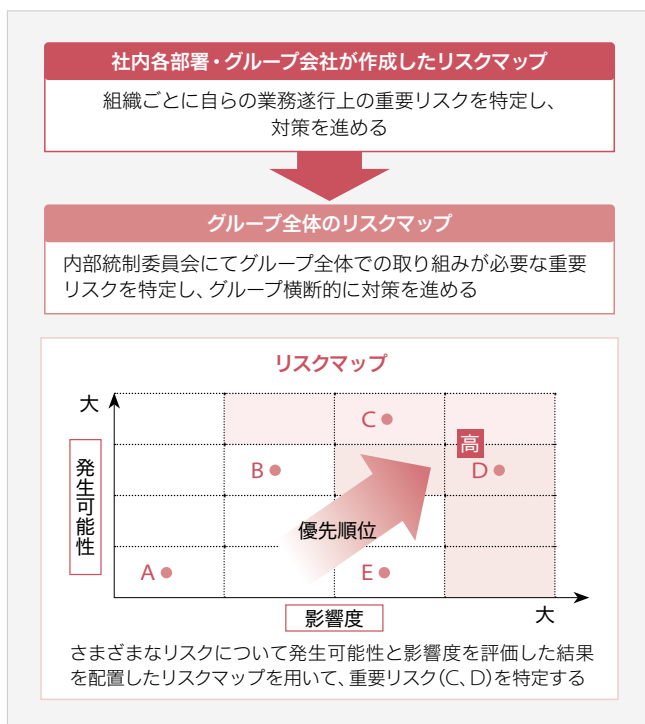 社内各部署・グループ会社が作成したリスクマップ
組織ごとに自らの業務遂行上の重要リスクを特定し、
対策を進める
グループ全体のリスクマップ
内部統制委員会にてグループ全体での取り組みが必要な重要
リスクを特定し、グループ横断的に対策を進める
リスクマップ
大
C
高
B
D
発生可能性
優先順位
A
E
影響度
大
さまざまなリスクについて発生可能性と影響度を評価した結果
を配置したリスクマップを用いて、重要リスク(C、D)を特定する